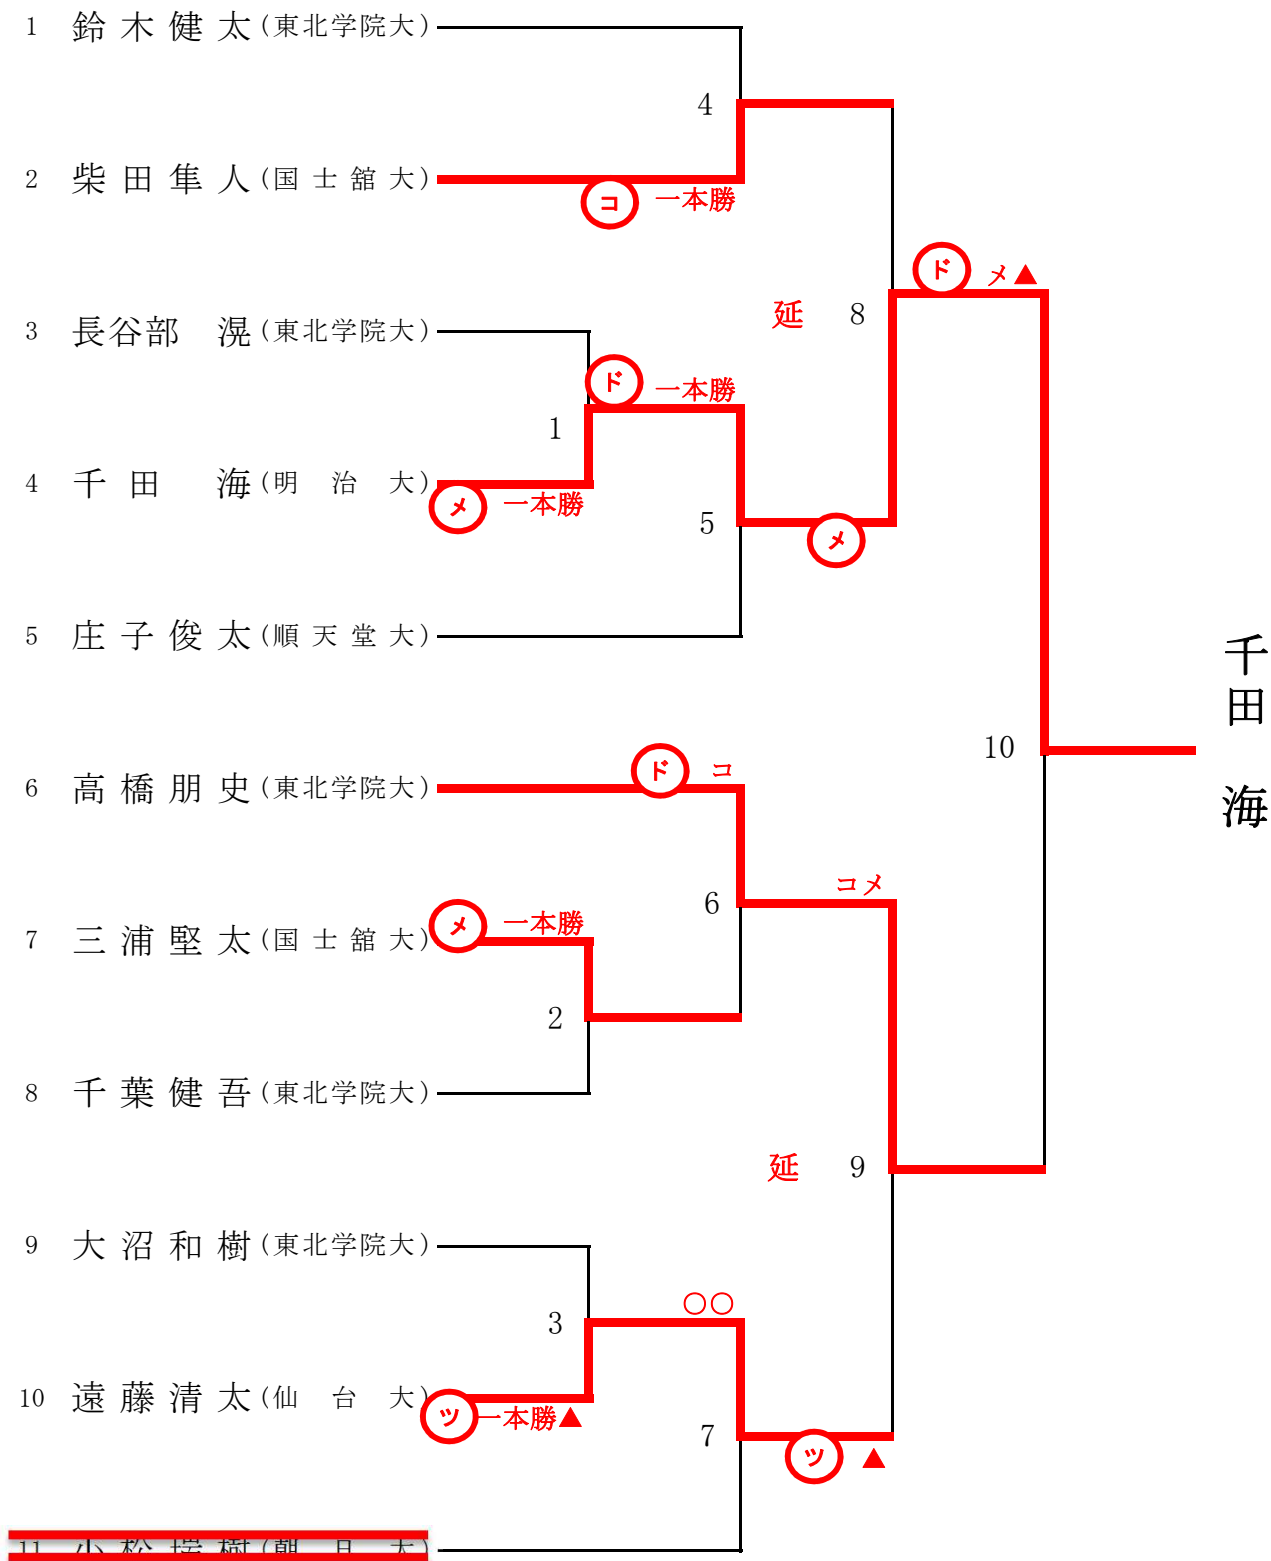 1 鈴木健太(東北学院大)
4
2 柴田隼人(国士舘大)
コ 一本勝
ド メ▲
延 8
3 長谷部 滉(東北学院大)
ド 一本勝
1
4 千田 海(明治大)
メ 一本勝
5
メ
5 庄子俊太(順天堂大)
千田 海
10
6 高橋朋史(東北学院大)
ド コ
コメ
6
7 三浦堅太(国士舘大)
メ 一本勝
2
8 千葉健吾(東北学院大)
延 9
9 大沼和樹(東北学院大)
○○
3
10 遠藤清太(仙台大)
ツ 一本勝▲
7
ツ ▲
11 小松 樹(朝日大)